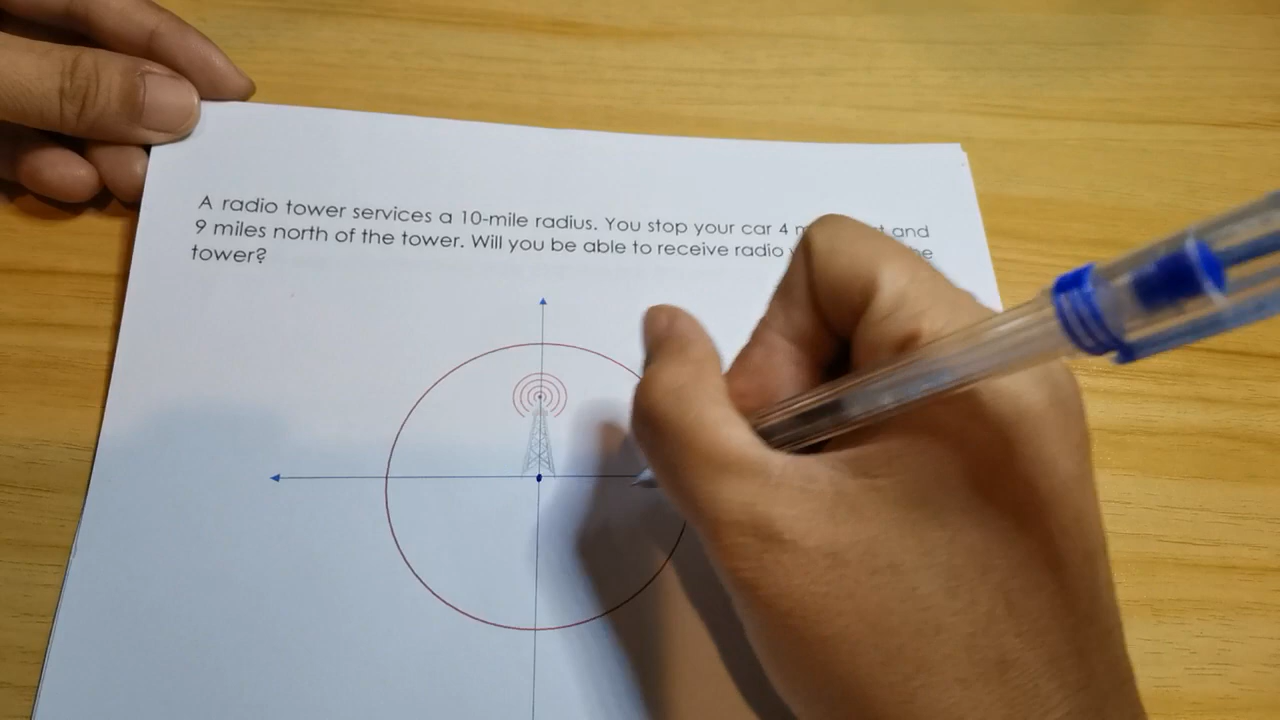 A radio tower services a 10-mile radius. You stop your car 4 and
9 miles north of the tower. Will you be able to receive radio
tower?